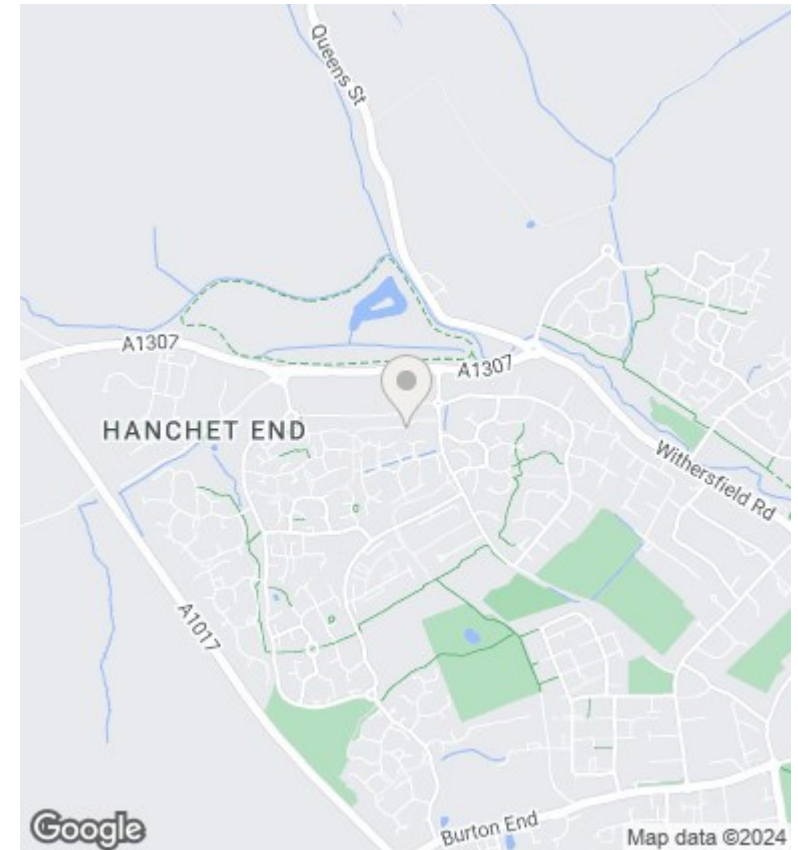 Queens St
A1307
A1307
HANCHET END
Withersfield Rd
A1017
Burton End
Google
Map data ©2024